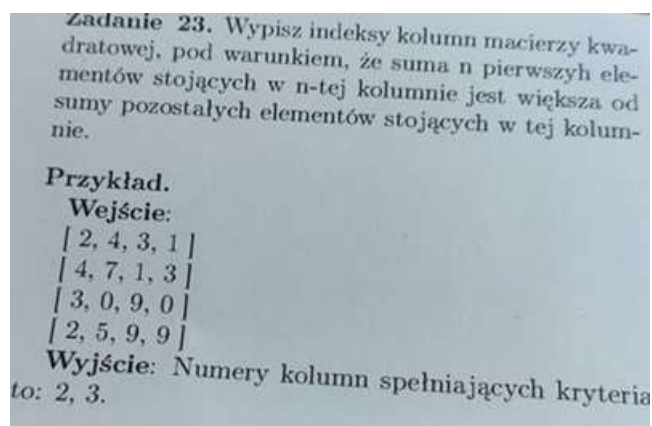 Zadanie 23. Wypisz indeksy kolumn macierzy kwa-
dratowej, pod warunkiem, że suma n pierwszyh ele-
mentów stojących w n-tej kolumnie jest większa od
sumy pozostałych elementów stojących w tej kolum-
nie.
Przykład.
Wejście:
[ 2, 4, 3, 1 ]
[ 4, 7, 1, 3 ]
[ 3, 0, 9, 0 ]
[ 2, 5, 9, 9 ]
Wyjście: Numery kolumn spełniających kryteria
to: 2, 3.